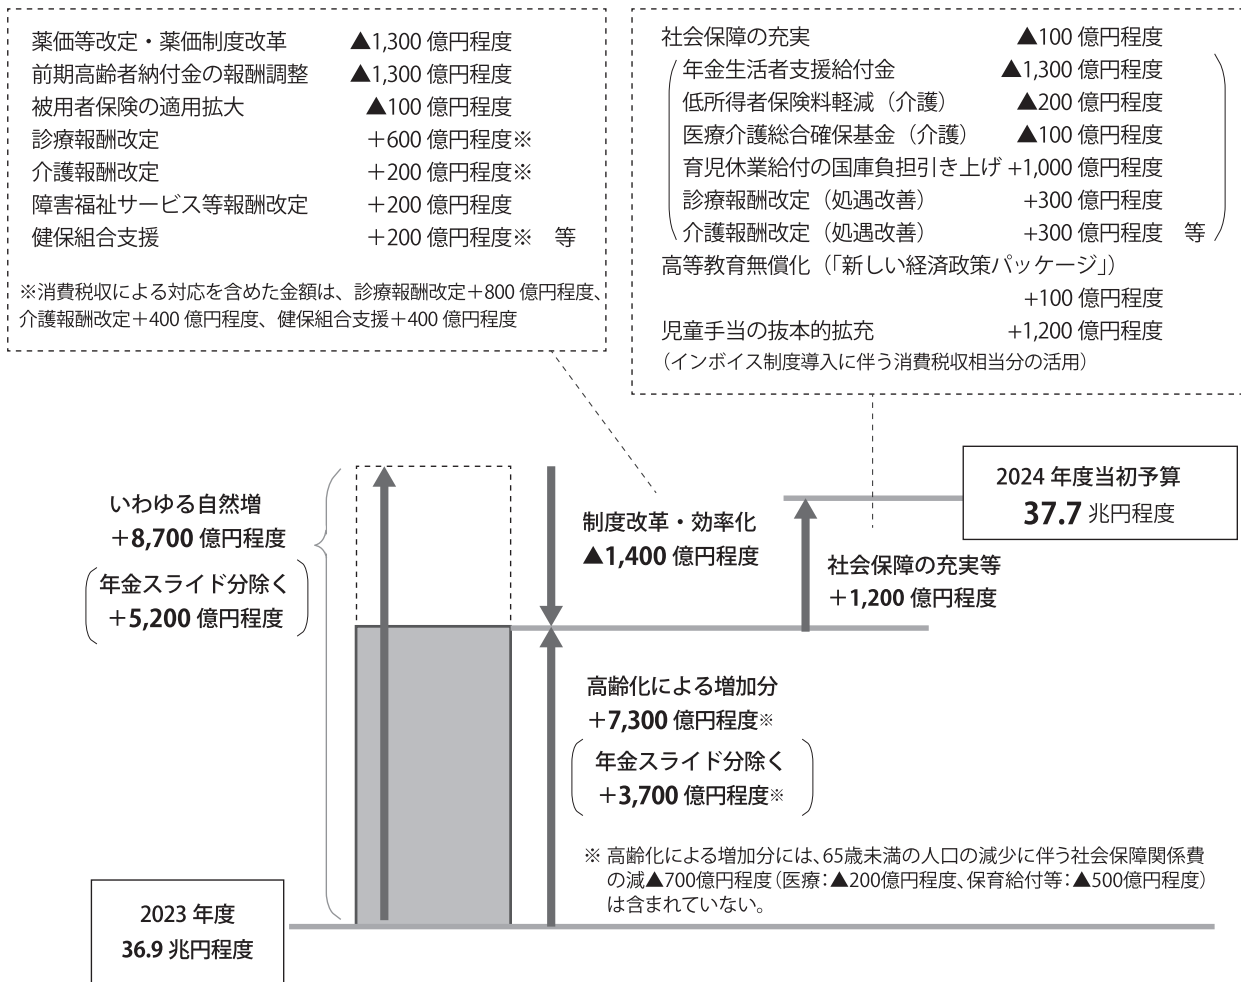 薬価等改定・薬価制度改革 ▲1,300 億円程度
前期高齢者納付金の報酬調整 ▲1,300 億円程度
被用者保険の適用拡大 ▲100 億円程度
診療報酬改定 +600 億円程度※
介護報酬改定 +200 億円程度※
障害福祉サービス等報酬改定 +200 億円程度
健保組合支援 +200 億円程度※ 等
※消費税収による対応を含めた金額は、診療報酬改定+800 億円程度、
介護報酬改定+400 億円程度、健保組合支援+400 億円程度
社会保障の充実 ▲100 億円程度
年金生活者支援給付金 ▲1,300 億円程度
低所得者保険料軽減（介護） ▲200 億円程度
医療介護総合確保基金（介護） ▲100 億円程度
育児休業給付の国庫負担引き上げ +1,000 億円程度
診療報酬改定（処遇改善） +300 億円程度
介護報酬改定（処遇改善） +300 億円程度 等
高等教育無償化（「新しい経済政策パッケージ」）
+100 億円程度
児童手当の抜本的拡充 +1,200 億円程度
（インボイス制度導入に伴う消費税収相当分の活用）
いわゆる自然増
+8,700 億円程度
年金スライド分除く
+5,200 億円程度
制度改革・効率化
▲1,400 億円程度
2024 年度当初予算
37.7 兆円程度
社会保障の充実等
+1,200 億円程度
高齢化による増加分
+7,300 億円程度※
年金スライド分除く
+3,700 億円程度※
※ 高齢化による増加分には、65歳未満の人口の減少に伴う社会保障関係費
の減▲700億円程度（医療：▲200億円程度、保育給付等：▲500億円程度）
は含まれていない。
2023 年度
36.9 兆円程度